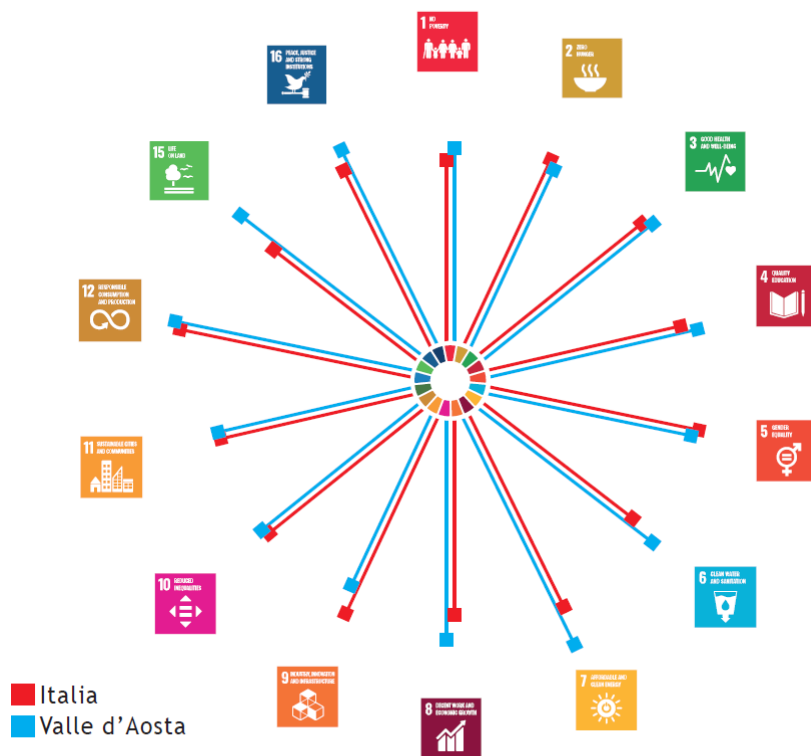 1 NO
POVERTY
2 ZERO
HUNGER
3 GOOD HEALTH
AND WELL-BEING
4 QUALITY
EDUCATION
5 GENDER
EQUALITY
6 CLEAN WATER
AND SANITATION
7 AFFORDABLE AND
CLEAN ENERGY
8 DECENT WORK AND
ECONOMIC GROWTH
9 INDUSTRY, INNOVATION
AND INFRASTRUCTURE
10 REDUCED
INEQUALITIES
11 SUSTAINABLE CITIES
AND COMMUNITIES
12 RESPONSIBLE
CONSUMPTION
AND PRODUCTION
15 LIFE
ON LAND
16 PEACE, JUSTICE
AND STRONG
INSTITUTIONS
Italia
Valle d'Aosta